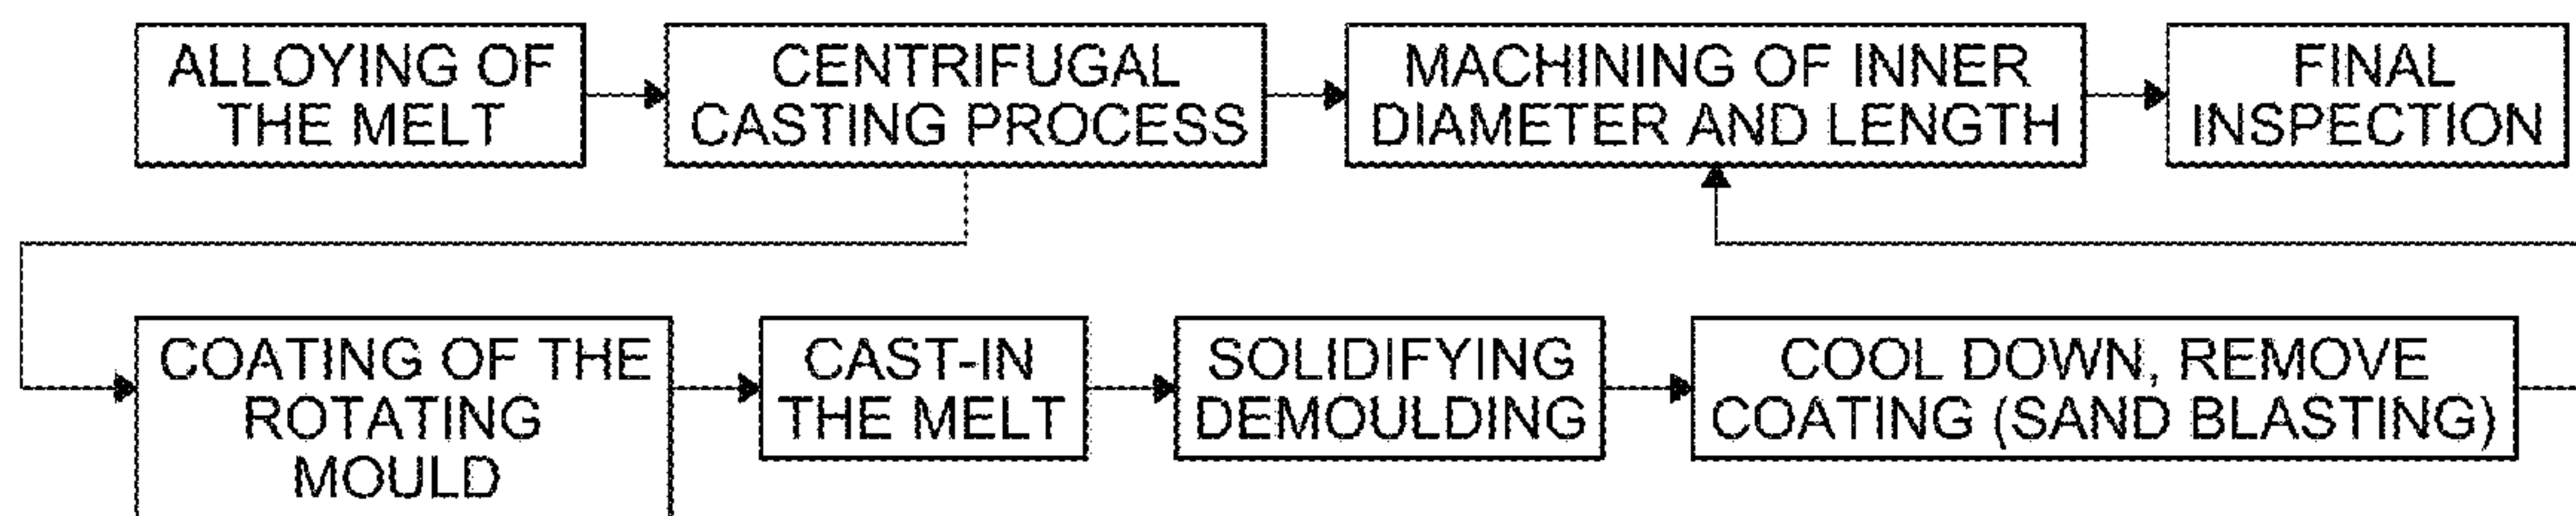 ALLOYING OF
THE MELT
CENTRIFUGAL
CASTING PROCESS
MACHINING OF INNER
DIAMETER AND LENGTH
FINAL
INSPECTION
COATING OF THE
ROTATING
MOULD
CAST-IN
THE MELT
SOLIDIFYING
DEMOULDING
COOL DOWN, REMOVE
COATING (SAND BLASTING)